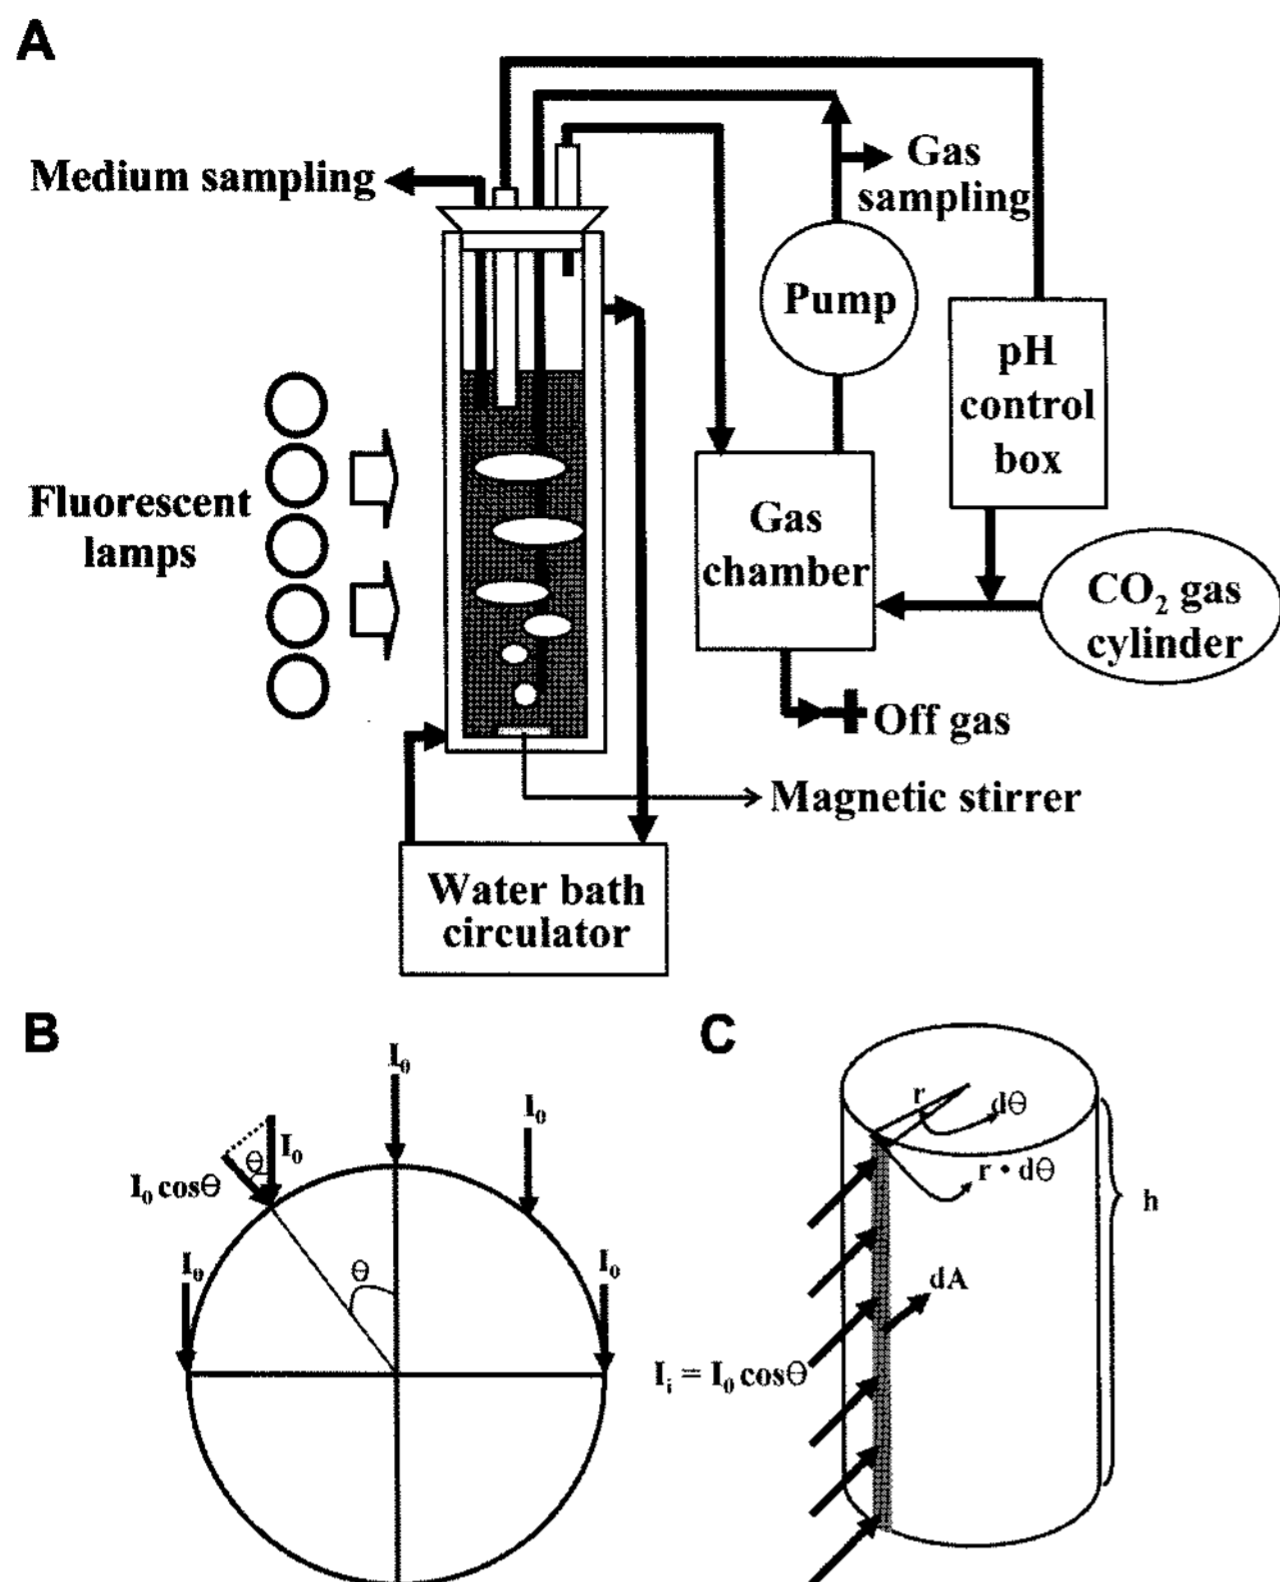 A
Medium sampling
Gas
sampling
Pump
pH
control
box
Fluorescent
lamps
Gas
chamber
CO₂ gas
cylinder
Off gas
Magnetic stirrer
Water bath
circulator
B
I₀
I₀
I₀
θ
I₀ cosθ
I₀
I₀
θ
C
r
dθ
r • dθ
h
dA
Iᵢ = I₀ cosθ